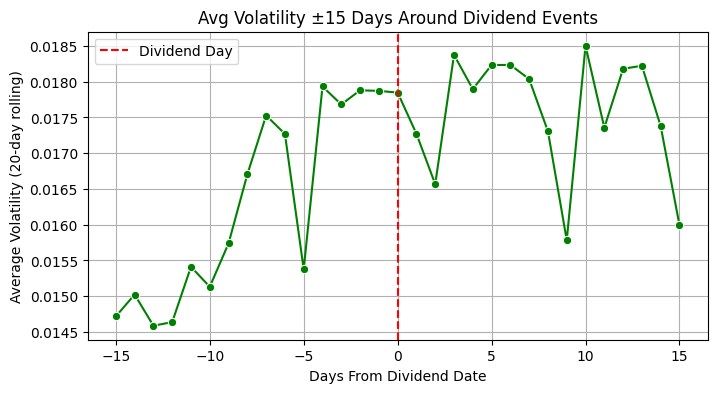 Avg Volatility ±15 Days Around Dividend Events
Dividend Day
Average Volatility (20-day rolling)
0.0185
0.0180
0.0175
0.0170
0.0165
0.0160
0.0155
0.0150
0.0145
−15 −10 −5 0 5 10 15
Days From Dividend Date